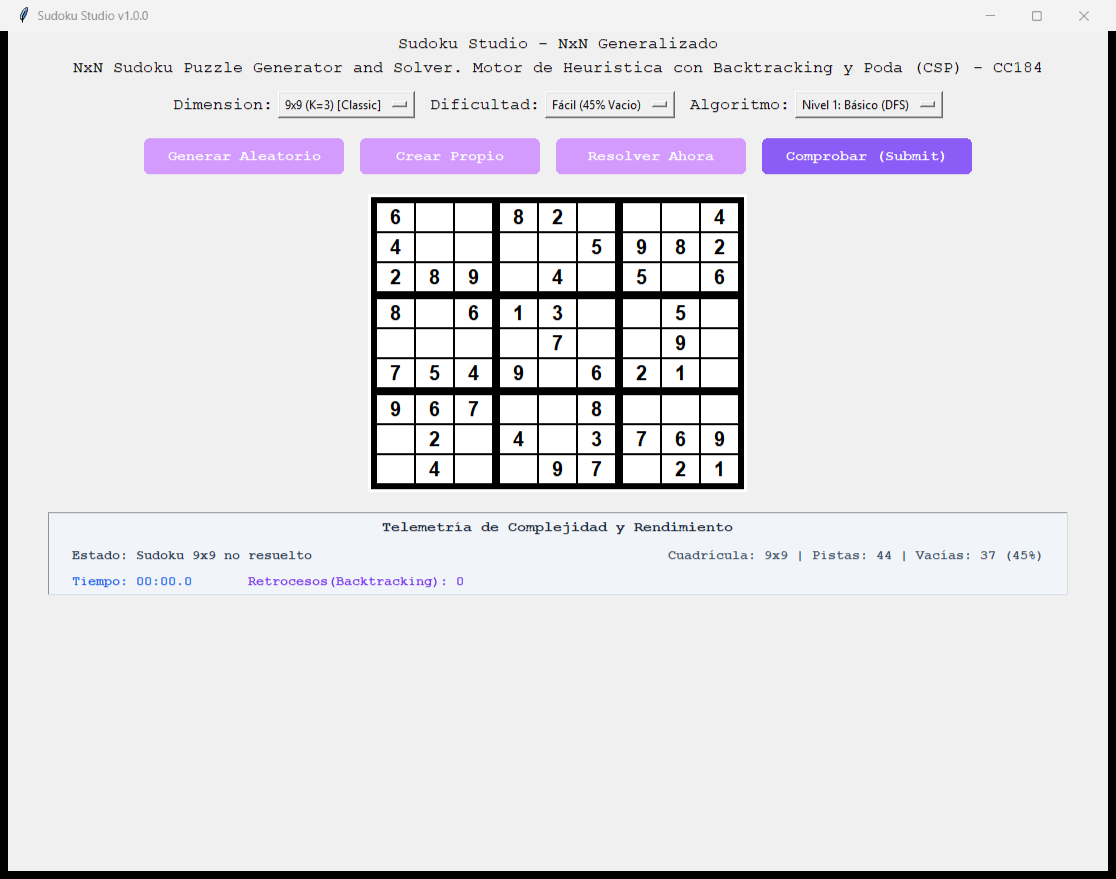 Sudoku Studio v1.0.0
Sudoku Studio - NxN Generalizado
NxN Sudoku Puzzle Generator and Solver. Motor de Heuristica con Backtracking y Poda (CSP) - CC184
Dimension: 9x9 (K=3) [Classic] Dificultad: Fácil (45% Vacio) Algoritmo: Nivel 1: Básico (DFS)
Generar Aleatorio Crear Propio Resolver Ahora Comprobar (Submit)
6 8 2 4
4 5 9 8 2
2 8 9 4 5 6
8 6 1 3 5
7 9
7 5 4 9 6 2 1
9 6 7 8
2 4 3 7 6 9
4 9 7 2 1
Telemetría de Complejidad y Rendimiento
Estado: Sudoku 9x9 no resuelto Cuadrícula: 9x9 | Pistas: 44 | Vacías: 37 (45%)
Tiempo: 00:00.0 Retrocesos(Backtracking): 0